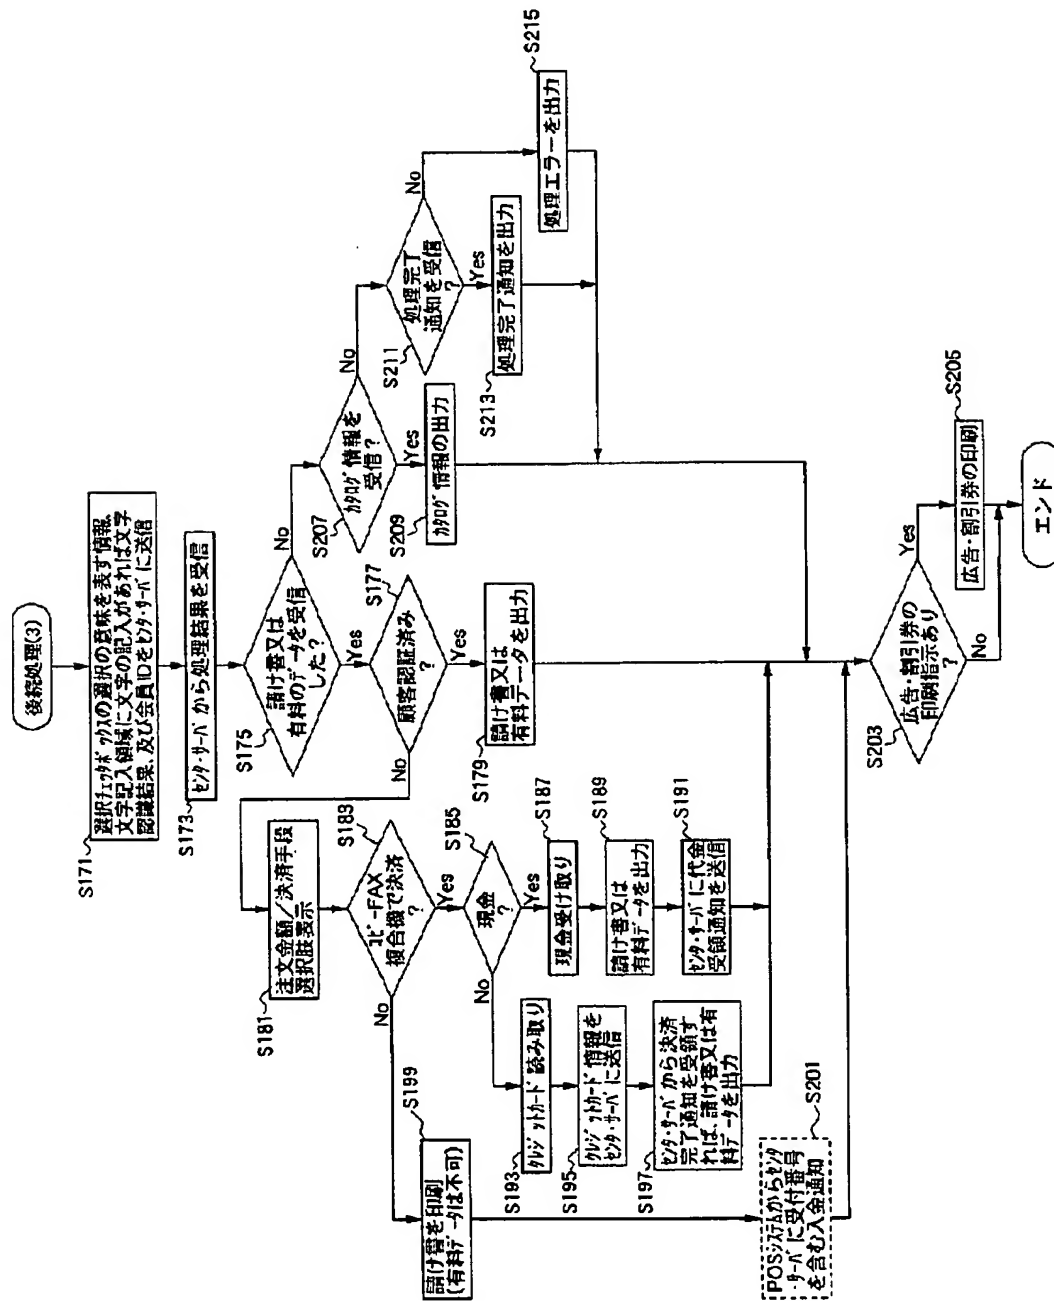 後続処理(3)
S171
選択チェックボックスの選択の意味を表す情報、
文字記入領域に文字の記入があれば文字
認識結果、及び会員IDをセンタ・サーバに送信
S173
センタ・サーバから処理結果を受信
S175
請け書又は
有料のデータを受信
した?
No
Yes
S177
顧客認証済み
?
No
Yes
S179
請け書又は
有料データを出力
S181
注文金額/決済手段
選択肢表示
S183
コピーFAX
複合機で決済
?
No
Yes
S185
現金
?
No
Yes
S187
現金受け取り
S189
請け書又は
有料データを出力
S191
センタ・サーバに代金
受領通知を送信
S193
クレジットカード読み取り
S195
クレジットカード情報を
センタ・サーバに送信
S197
センタ・サーバから決済
完了通知を受領す
れば、請け書又は有
料データを出力
S199
請け書を印刷
(有料データは不可)
S201
POSシステムからセンタ
・サーバに受付番号
を含む入金通知
S207
カタログ情報を
受信?
No
Yes
S209
カタログ情報の出力
S211
処理完了
通知を受信
?
No
Yes
S213
処理完了通知を出力
S215
処理エラーを出力
S203
広告・割引券の
印刷指示あり
?
Yes
No
S205
広告・割引券の印刷
エンド